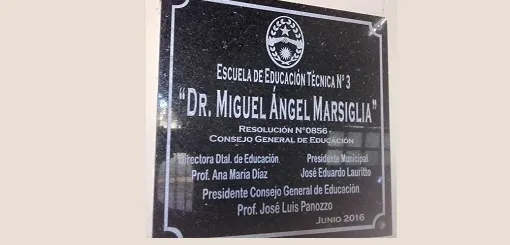 ESCUELA DE EDUCACIÓN TÉCNICA Nº 3
"DR. MIGUEL ÁNGEL MARSIGLIA"
RESOLUCIÓN Nº0856 -
CONSEJO GENERAL DE EDUCACIÓN
Directora Dtal. de Educación Presidente Municipal
Prof. Ana María Díaz José Eduardo Lauritto
Presidente Consejo General de Educación
Prof. José Luis Panozzo
JUNIO 2016